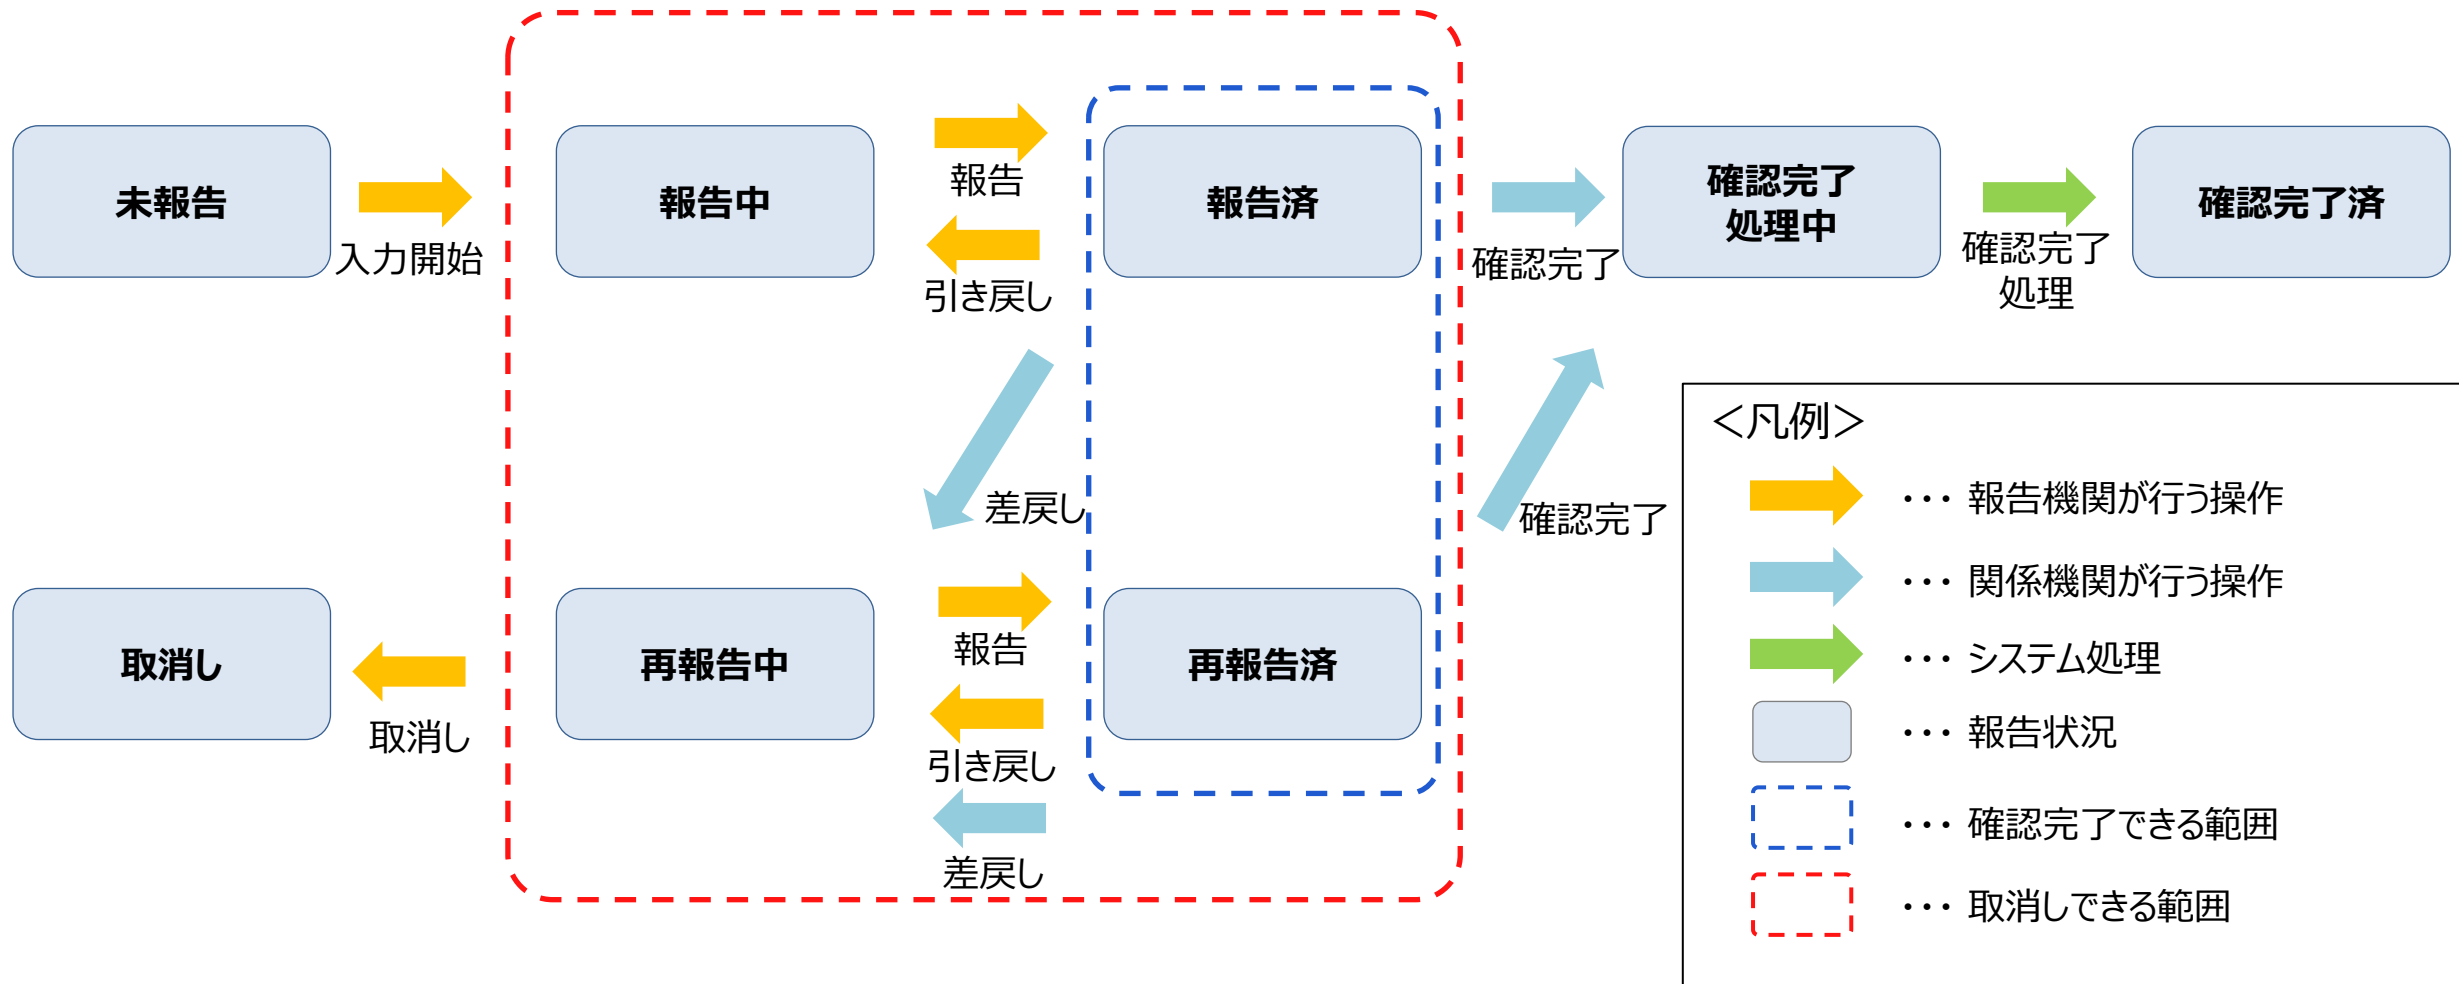 未報告
入力開始
報告中
報告
引き戻し
報告済
確認完了
確認完了
処理中
確認完了
処理
確認完了済
差戻し
確認完了
取消し
取消し
再報告中
報告
引き戻し
差戻し
再報告済
＜凡例＞
・・・ 報告機関が行う操作
・・・ 関係機関が行う操作
・・・ システム処理
・・・ 報告状況
・・・ 確認完了できる範囲
・・・ 取消しできる範囲